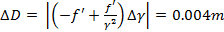 ΔD = |(−f′ + f′/γ²)Δγ| = 0.004m